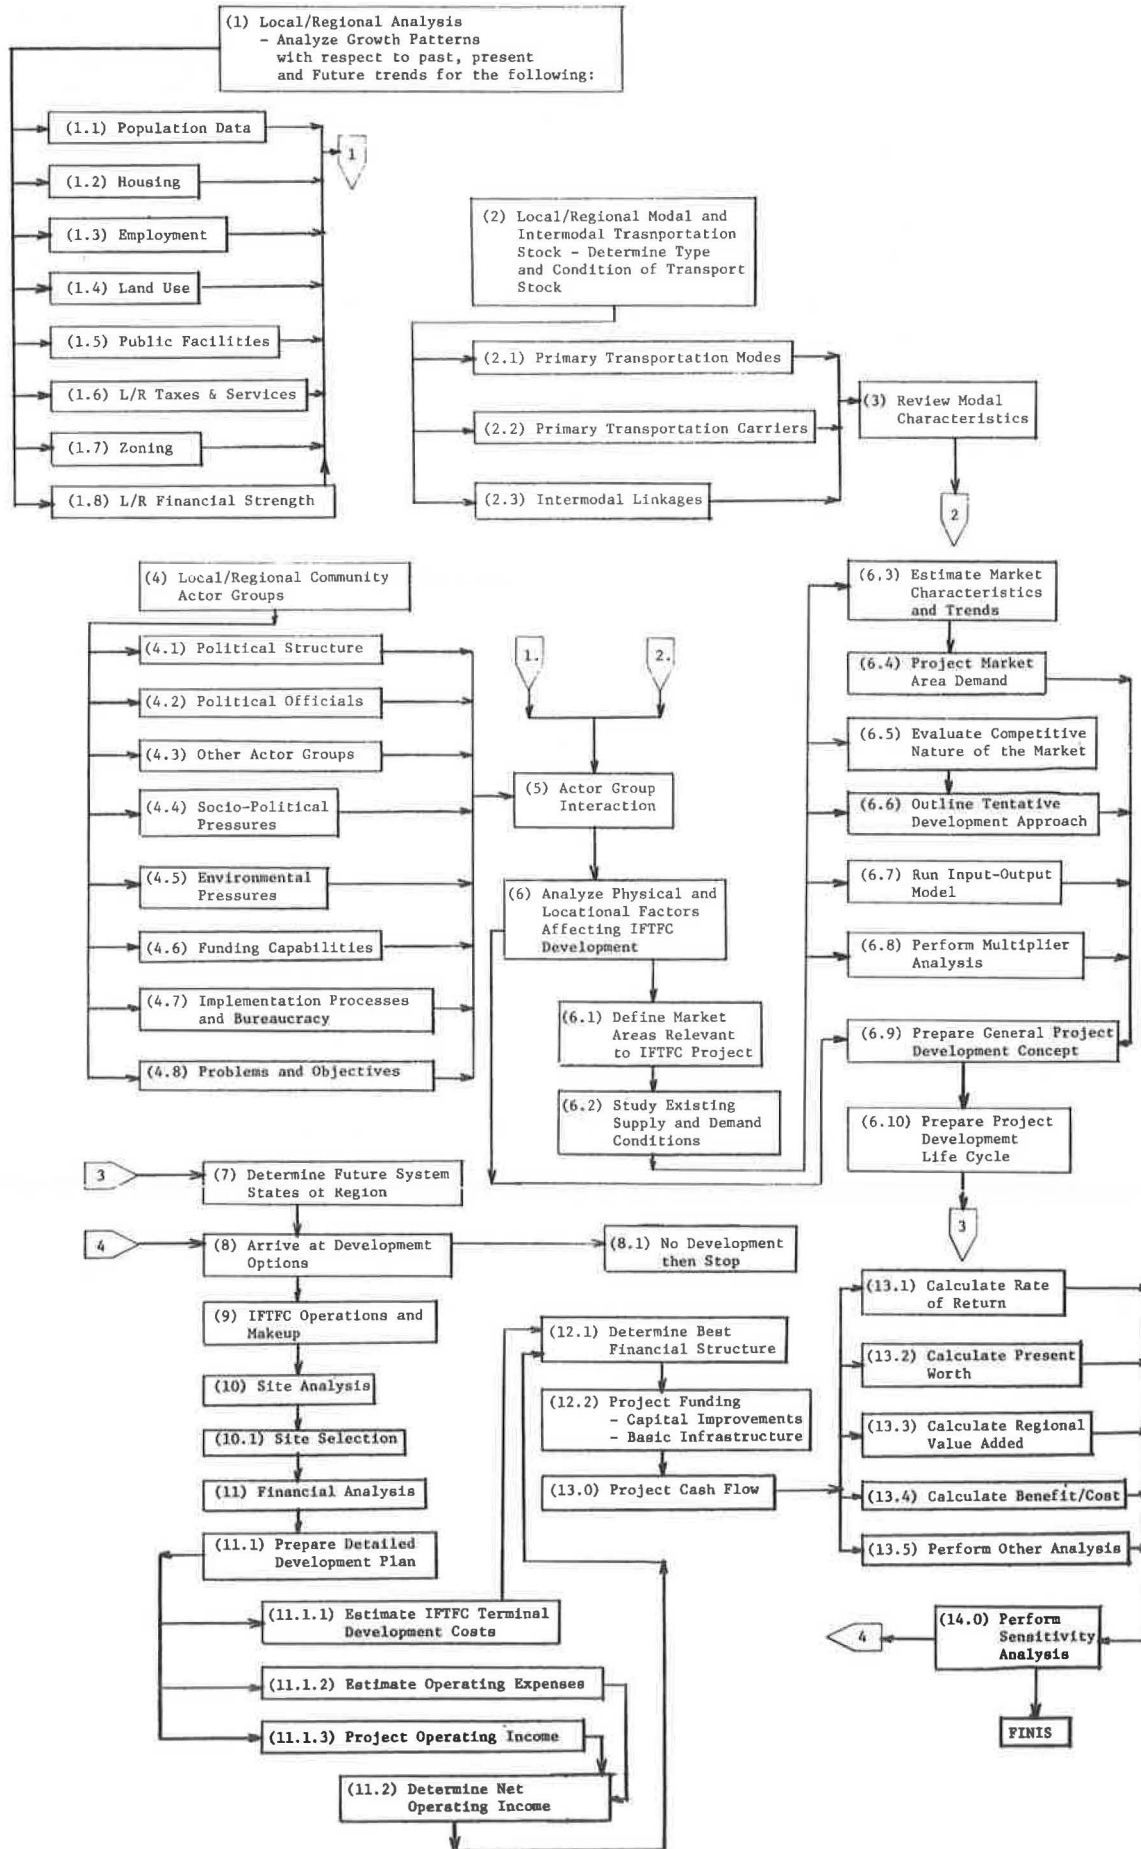 (1) Local/Regional Analysis
- Analyze Growth Patterns
with respect to past, present
and Future trends for the following:
(1.1) Population Data
1
(1.2) Housing
(1.3) Employment
(1.4) Land Use
(1.5) Public Facilities
(1.6) L/R Taxes & Services
(1.7) Zoning
(1.8) L/R Financial Strength
(2) Local/Regional Modal and
Intermodal Trasnportation
Stock - Determine Type
and Condition of Transport
Stock
(2.1) Primary Transportation Modes
(2.2) Primary Transportation Carriers
(2.3) Intermodal Linkages
(3) Review Modal
Characteristics
2
(4) Local/Regional Community
Actor Groups
(4.1) Political Structure
(4.2) Political Officials
(4.3) Other Actor Groups
(4.4) Socio-Political
Pressures
(4.5) Environmental
Pressures
(4.6) Funding Capabilities
(4.7) Implementation Processes
and Bureaucracy
(4.8) Problems and Objectives
1.
2.
(5) Actor Group
Interaction
(6) Analyze Physical and
Locational Factors
Affecting IFTFC
Development
(6.1) Define Market
Areas Relevant
to IFTFC Project
(6.2) Study Existing
Supply and Demand
Conditions
(6.3) Estimate Market
Characteristics
and Trends
(6.4) Project Market
Area Demand
(6.5) Evaluate Competitive
Nature of the Market
(6.6) Outline Tentative
Development Approach
(6.7) Run Input-Output
Model
(6.8) Perform Multiplier
Analysis
(6.9) Prepare General Project
Development Concept
(6.10) Prepare Project
Developmemt
Life Cycle
3
3
(7) Determine Future System
States of Region
4
(8) Arrive at Developmemt
Options
(8.1) No Development
then Stop
(9) IFTFC Operations and
Makeup
(10) Site Analysis
(10.1) Site Selection
(11) Financial Analysis
(11.1) Prepare Detailed
Development Plan
(11.1.1) Estimate IFTFC Terminal
Development Costs
(11.1.2) Estimate Operating Expenses
(11.1.3) Project Operating Income
(11.2) Determine Net
Operating Income
(12.1) Determine Best
Financial Structure
(12.2) Project Funding
- Capital Improvements
- Basic Infrastructure
(13.0) Project Cash Flow
(13.1) Calculate Rate
of Return
(13.2) Calculate Present
Worth
(13.3) Calculate Regional
Value Added
(13.4) Calculate Benefit/Cost
(13.5) Perform Other Analysis
(14.0) Perform
Sensitivity
Analysis
4
FINIS